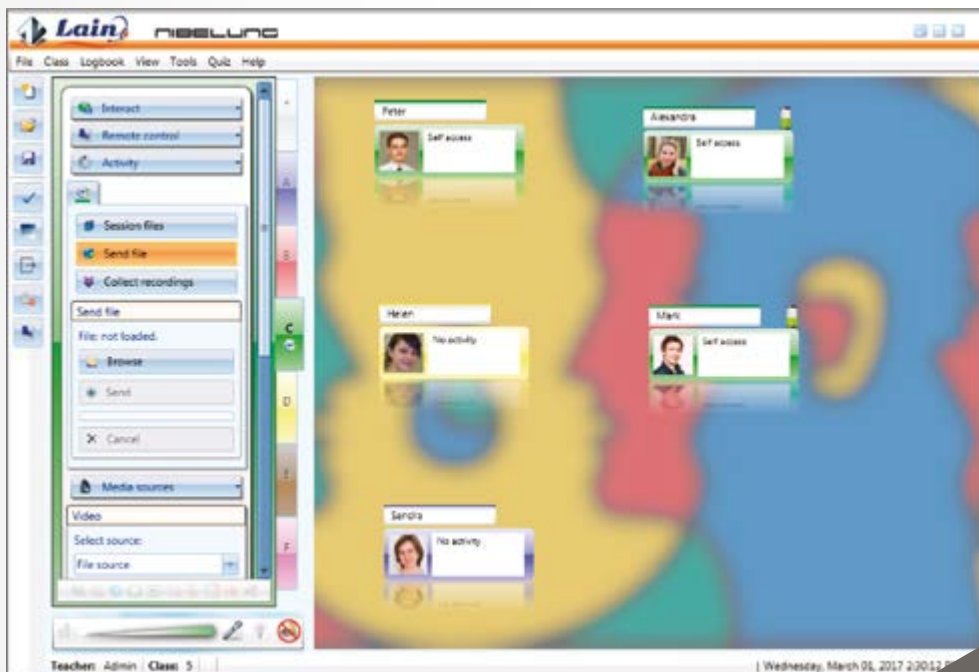 Lain NIBELUNG
File Class Logbook View Tools Quiz Help
Interact
Remote control
Activity
Session files
Send file
Collect recordings
Send file
File: not loaded.
Browse
Send
Cancel
Media sources
Video
Select source:
File source
A
B
C
D
F
Peter
Self access
Alexandra
Self access
Helen
No activity
Mark
Self access
Sandra
No activity
Teacher: Admin Class: 5
Wednesday, March 01, 2017 2:30:12